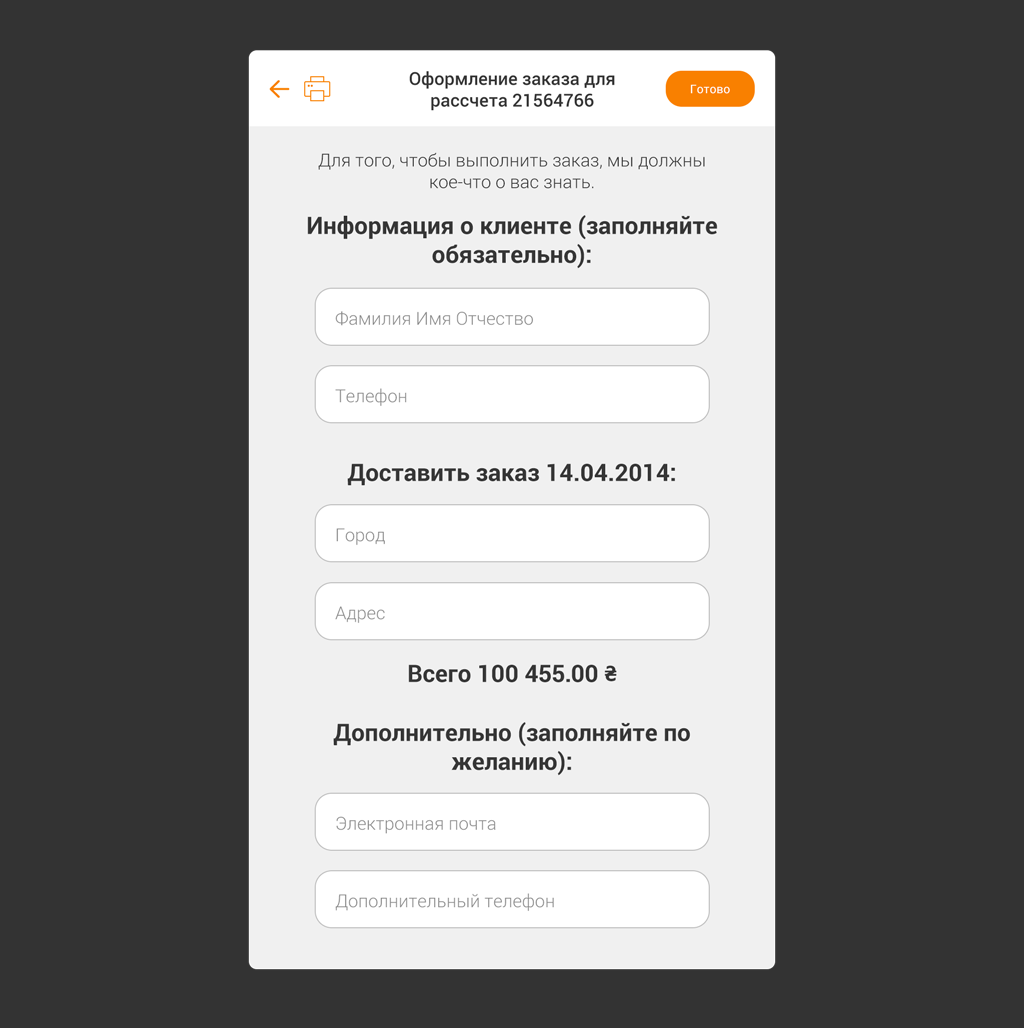 Оформление заказа для
рассчета 21564766
Готово
Для того, чтобы выполнить заказ, мы должны
кое-что о вас знать.
Информация о клиенте (заполняйте
обязательно):
Фамилия Имя Отчество
Телефон
Доставить заказ 14.04.2014:
Город
Адрес
Всего 100 455.00 ₴
Дополнительно (заполняйте по
желанию):
Электронная почта
Дополнительный телефон